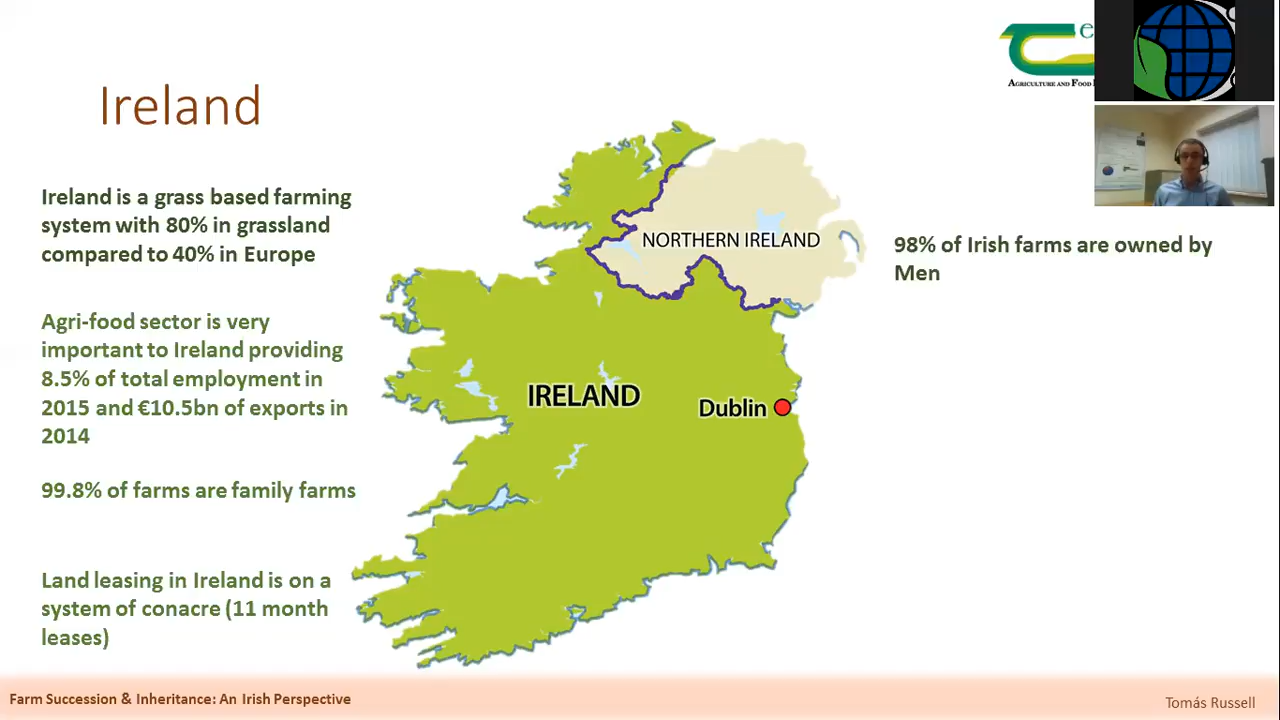 Ireland
Ireland is a grass based farming
system with 80% in grassland
compared to 40% in Europe
Agri-food sector is very
important to Ireland providing
8.5% of total employment in
2015 and €10.5bn of exports in
2014
99.8% of farms are family farms
Land leasing in Ireland is on a
system of conacre (11 month
leases)
NORTHERN IRELAND
IRELAND
Dublin
AGRICULTURE AND FOOD
98% of Irish farms are owned by
Men
Farm Succession & Inheritance: An Irish Perspective
Tomás Russell